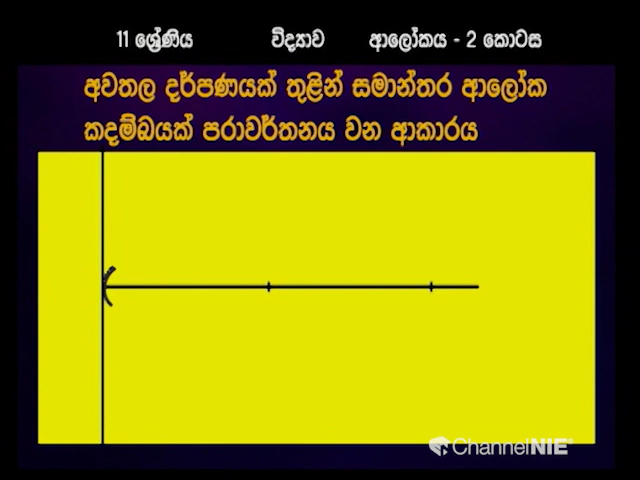 11 ශ්‍රේණිය විද්‍යාව ආලෝකය - 2 කොටස
අවතල දර්පණයක් තුළින් සමාන්තර ආලෝක
කදම්බයක් පරාවර්තනය වන ආකාරය
ChannelNIE